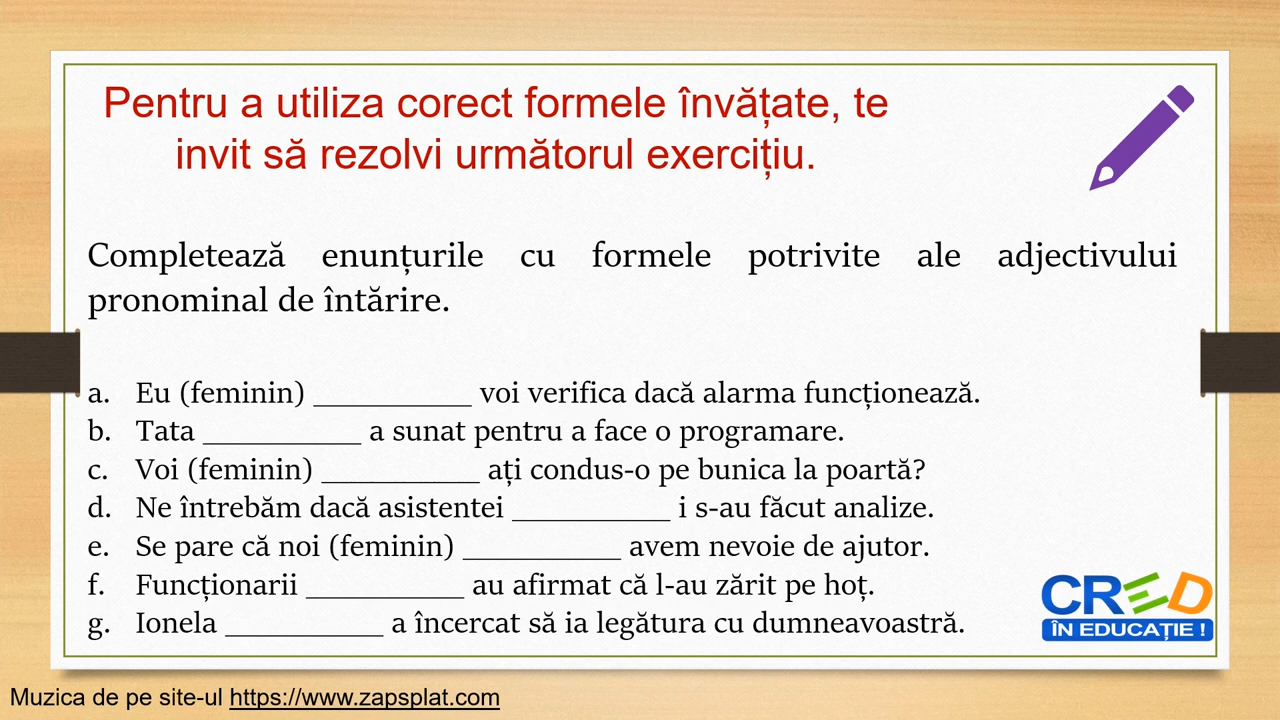 Pentru a utiliza corect formele învățate, te
invit să rezolvi următorul exercițiu.
Completează enunțurile cu formele potrivite ale adjectivului
pronominal de întărire.
a. Eu (feminin) ___________ voi verifica dacă alarma funcționează.
b. Tata ___________ a sunat pentru a face o programare.
c. Voi (feminin) ___________ ați condus-o pe bunica la poartă?
d. Ne întrebăm dacă asistentei ___________ i s-au făcut analize.
e. Se pare că noi (feminin) ___________ avem nevoie de ajutor.
f. Funcționarii ___________ au afirmat că l-au zărit pe hoț.
g. Ionela ___________ a încercat să ia legătura cu dumneavoastră.
CRED
ÎN EDUCAȚIE !
Muzica de pe site-ul https://www.zapsplat.com